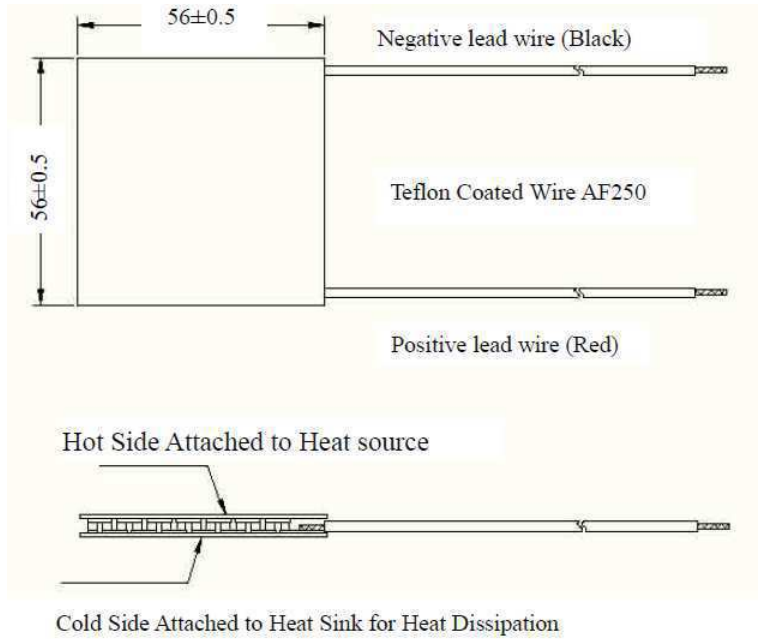 56±0.5
Negative lead wire (Black)
56±0.5
Teflon Coated Wire AF250
Positive lead wire (Red)
Hot Side Attached to Heat source
Cold Side Attached to Heat Sink for Heat Dissipation